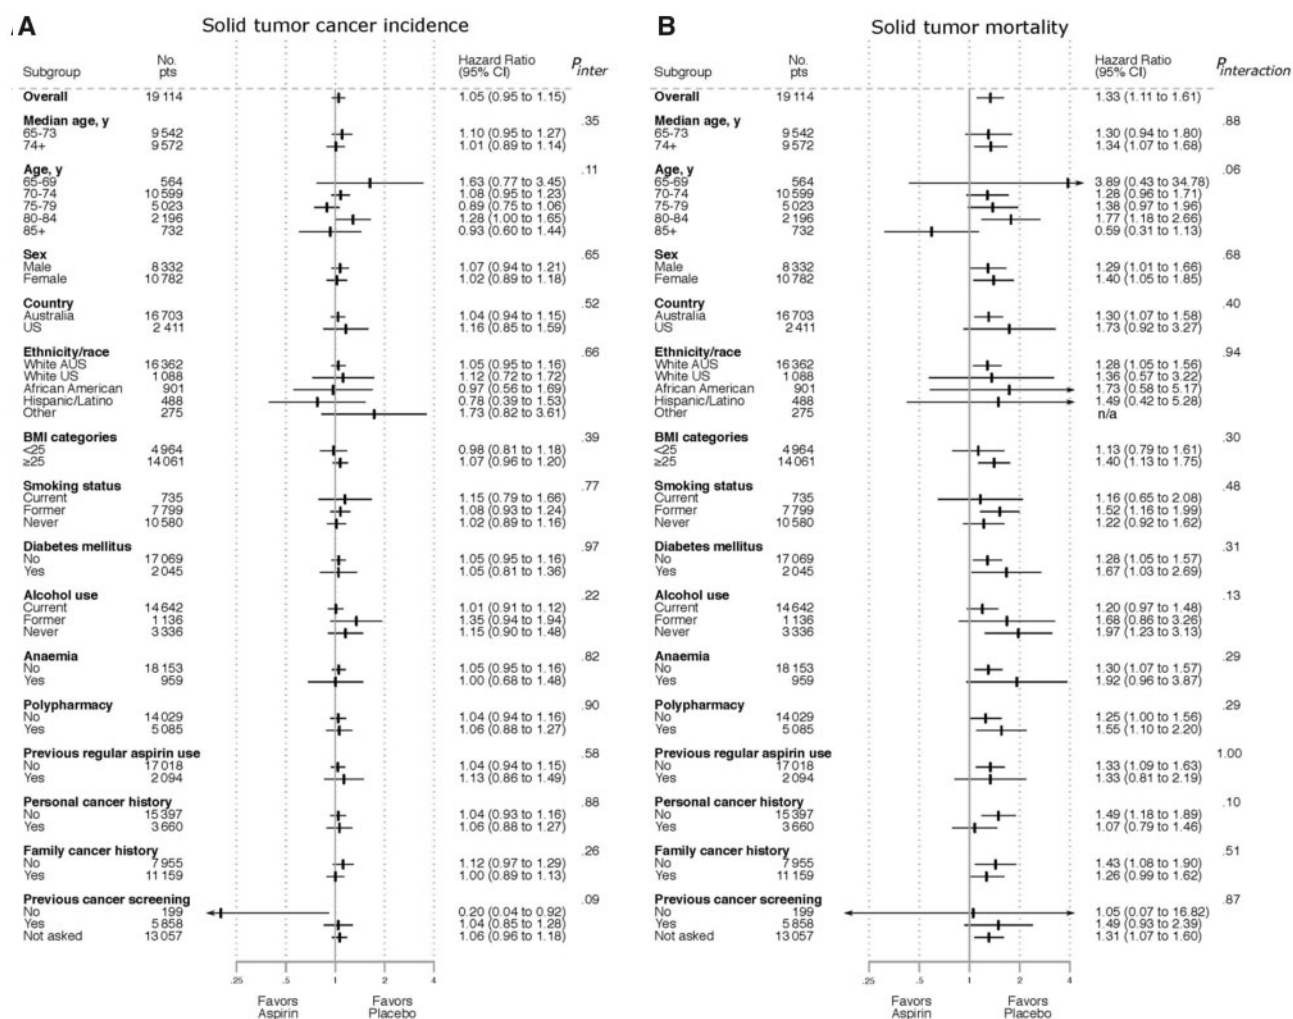 A Solid tumor cancer incidence
Subgroup No. pts Hazard Ratio (95% CI) Pinter
Overall 19 114 1.05 (0.95 to 1.15)
Median age, y .35
65-73 9 542 1.10 (0.95 to 1.27)
74+ 9 572 1.01 (0.89 to 1.14)
Age, y .11
65-69 564 1.63 (0.77 to 3.45)
70-74 10 599 1.08 (0.95 to 1.23)
75-79 5 023 0.89 (0.75 to 1.06)
80-84 2 196 1.28 (1.00 to 1.65)
85+ 732 0.93 (0.60 to 1.44)
Sex .65
Male 8 332 1.07 (0.94 to 1.21)
Female 10 782 1.02 (0.89 to 1.18)
Country .52
Australia 16 703 1.04 (0.94 to 1.15)
US 2 411 1.16 (0.85 to 1.59)
Ethnicity/race .66
White AUS 16 362 1.05 (0.95 to 1.16)
White US 1 088 1.12 (0.72 to 1.72)
African American 901 0.97 (0.56 to 1.69)
Hispanic/Latino 488 0.78 (0.39 to 1.53)
Other 275 1.73 (0.82 to 3.61)
BMI categories .39
<25 4 964 0.98 (0.81 to 1.18)
≥25 14 061 1.07 (0.96 to 1.20)
Smoking status .77
Current 735 1.15 (0.79 to 1.66)
Former 7 799 1.08 (0.93 to 1.24)
Never 10 580 1.02 (0.89 to 1.16)
Diabetes mellitus .97
No 17 069 1.05 (0.95 to 1.16)
Yes 2 045 1.05 (0.81 to 1.36)
Alcohol use .22
Current 14 642 1.01 (0.91 to 1.12)
Former 1 136 1.35 (0.94 to 1.94)
Never 3 336 1.15 (0.90 to 1.48)
Anaemia .82
No 18 153 1.05 (0.95 to 1.16)
Yes 959 1.00 (0.68 to 1.48)
Polypharmacy .90
No 14 029 1.04 (0.94 to 1.16)
Yes 5 085 1.06 (0.88 to 1.27)
Previous regular aspirin use .58
No 17 018 1.04 (0.94 to 1.15)
Yes 2 094 1.13 (0.86 to 1.49)
Personal cancer history .88
No 15 397 1.04 (0.93 to 1.16)
Yes 3 660 1.06 (0.88 to 1.27)
Family cancer history .26
No 7 955 1.12 (0.97 to 1.29)
Yes 11 159 1.00 (0.89 to 1.13)
Previous cancer screening .09
No 199 0.20 (0.04 to 0.92)
Yes 5 858 1.04 (0.85 to 1.28)
Not asked 13 057 1.06 (0.96 to 1.18)
.25 .5 1 2 4
Favors Aspirin Favors Placebo
B Solid tumor mortality
Subgroup No. pts Hazard Ratio (95% CI) Pinteraction
Overall 19 114 1.33 (1.11 to 1.61)
Median age, y .88
65-73 9 542 1.30 (0.94 to 1.80)
74+ 9 572 1.34 (1.07 to 1.68)
Age, y .06
65-69 564 3.89 (0.43 to 34.78)
70-74 10 599 1.28 (0.96 to 1.71)
75-79 5 023 1.38 (0.97 to 1.96)
80-84 2 196 1.77 (1.18 to 2.66)
85+ 732 0.59 (0.31 to 1.13)
Sex .68
Male 8 332 1.29 (1.01 to 1.66)
Female 10 782 1.40 (1.05 to 1.85)
Country .40
Australia 16 703 1.30 (1.07 to 1.58)
US 2 411 1.73 (0.92 to 3.27)
Ethnicity/race .94
White AUS 16 362 1.28 (1.05 to 1.56)
White US 1 088 1.36 (0.57 to 3.22)
African American 901 1.73 (0.58 to 5.17)
Hispanic/Latino 488 1.49 (0.42 to 5.28)
Other 275 n/a
BMI categories .30
<25 4 964 1.13 (0.79 to 1.61)
≥25 14 061 1.40 (1.13 to 1.75)
Smoking status .48
Current 735 1.16 (0.65 to 2.08)
Former 7 799 1.52 (1.16 to 1.99)
Never 10 580 1.22 (0.92 to 1.62)
Diabetes mellitus .31
No 17 069 1.28 (1.05 to 1.57)
Yes 2 045 1.67 (1.03 to 2.69)
Alcohol use .13
Current 14 642 1.20 (0.97 to 1.48)
Former 1 136 1.68 (0.86 to 3.26)
Never 3 336 1.97 (1.23 to 3.13)
Anaemia .29
No 18 153 1.30 (1.07 to 1.57)
Yes 959 1.92 (0.96 to 3.87)
Polypharmacy .29
No 14 029 1.25 (1.00 to 1.56)
Yes 5 085 1.55 (1.10 to 2.20)
Previous regular aspirin use 1.00
No 17 018 1.33 (1.09 to 1.63)
Yes 2 094 1.33 (0.81 to 2.19)
Personal cancer history .10
No 15 397 1.49 (1.18 to 1.89)
Yes 3 660 1.07 (0.79 to 1.46)
Family cancer history .51
No 7 955 1.43 (1.08 to 1.90)
Yes 11 159 1.26 (0.99 to 1.62)
Previous cancer screening .87
No 199 1.05 (0.07 to 16.82)
Yes 5 858 1.49 (0.93 to 2.39)
Not asked 13 057 1.31 (1.07 to 1.60)
.25 .5 1 2 4
Favors Aspirin Favors Placebo